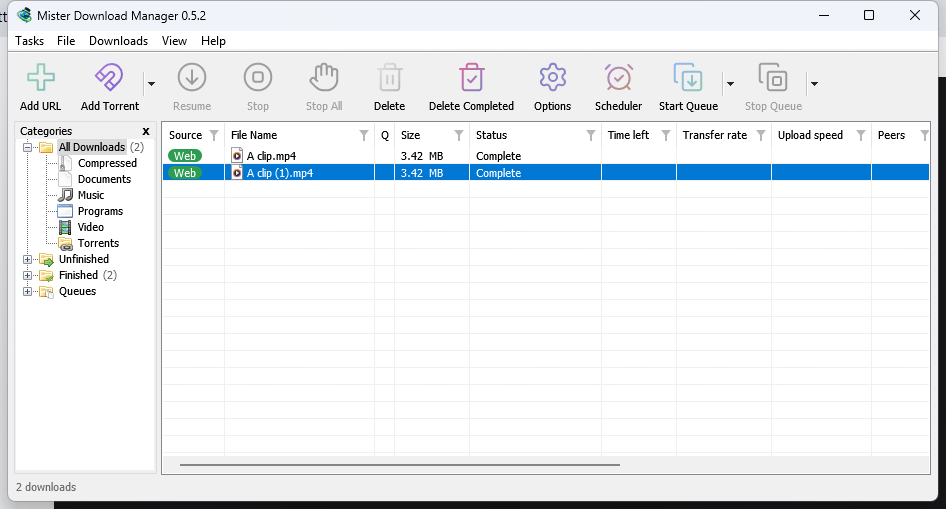 Mister Download Manager 0.5.2
Tasks File Downloads View Help
Add URL Add Torrent Resume Stop Stop All Delete Delete Completed Options Scheduler Start Queue Stop Queue
Categories x
All Downloads (2)
Compressed
Documents
Music
Programs
Video
Torrents
Unfinished
Finished (2)
Queues
Source File Name Q Size Status Time left Transfer rate Upload speed Peers
Web A clip.mp4 3.42 MB Complete
Web A clip (1).mp4 3.42 MB Complete
2 downloads